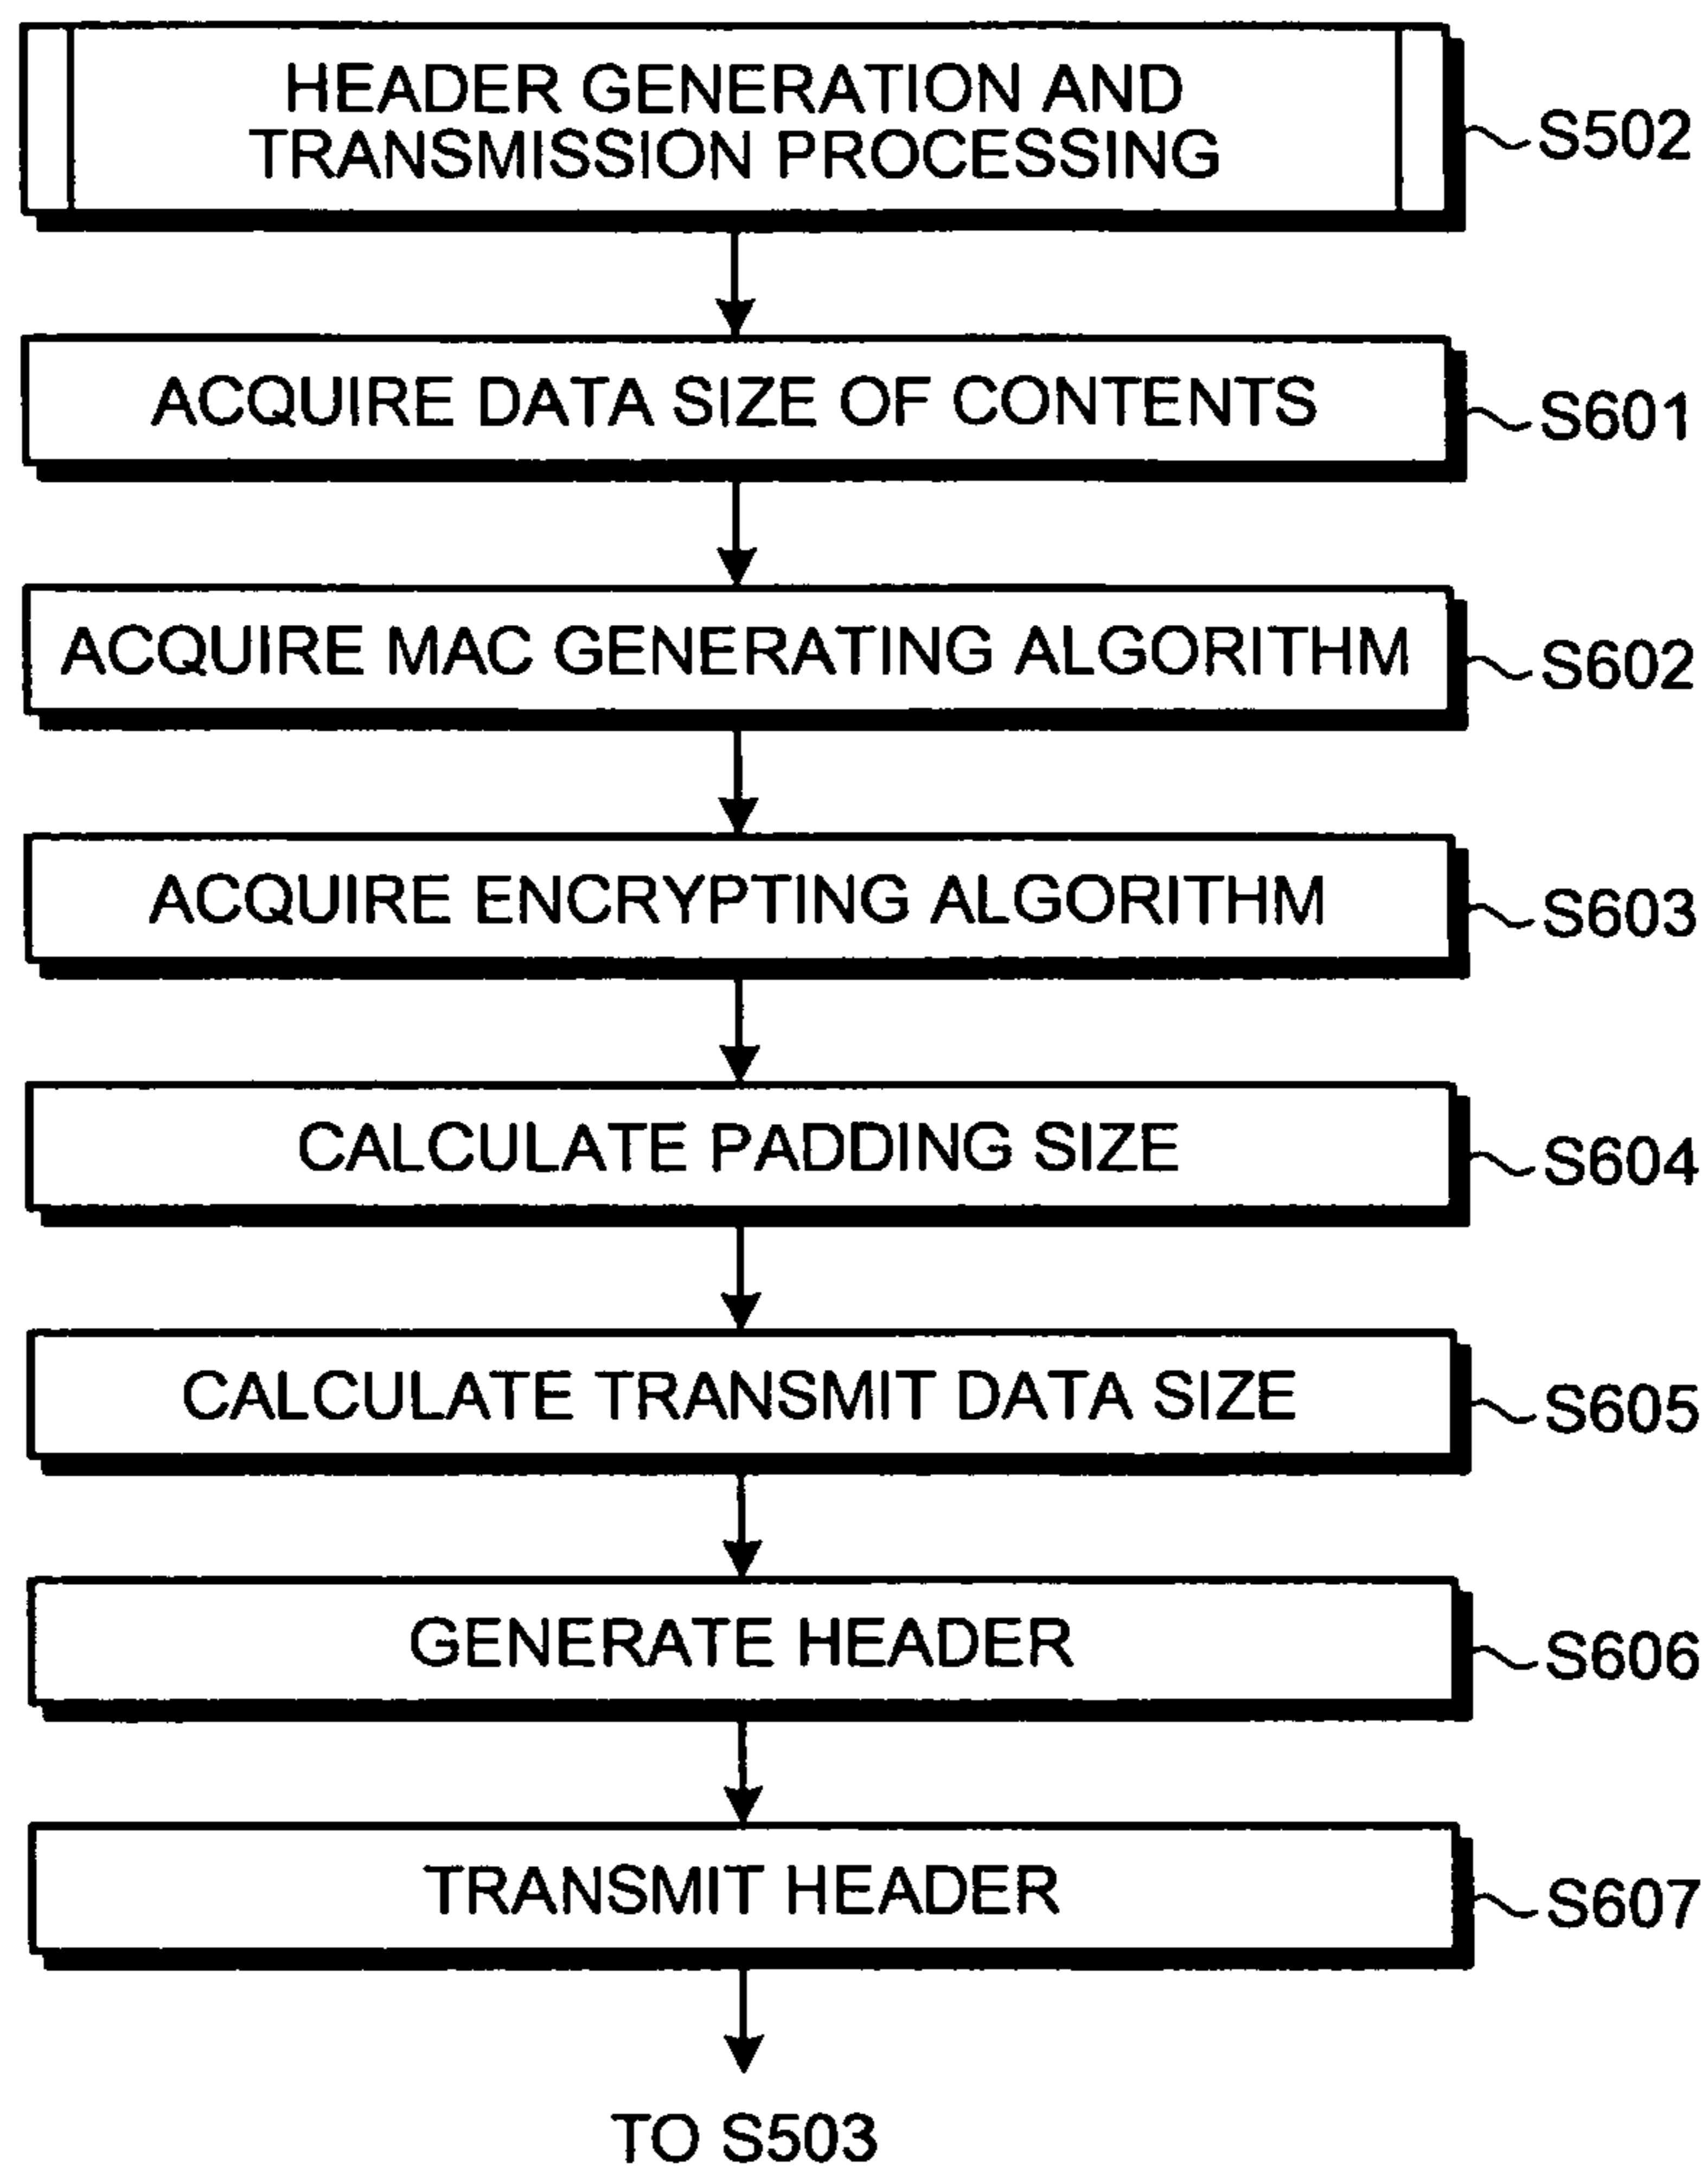 HEADER GENERATION AND
TRANSMISSION PROCESSING
S502
ACQUIRE DATA SIZE OF CONTENTS
S601
ACQUIRE MAC GENERATING ALGORITHM
S602
ACQUIRE ENCRYPTING ALGORITHM
S603
CALCULATE PADDING SIZE
S604
CALCULATE TRANSMIT DATA SIZE
S605
GENERATE HEADER
S606
TRANSMIT HEADER
S607
TO S503